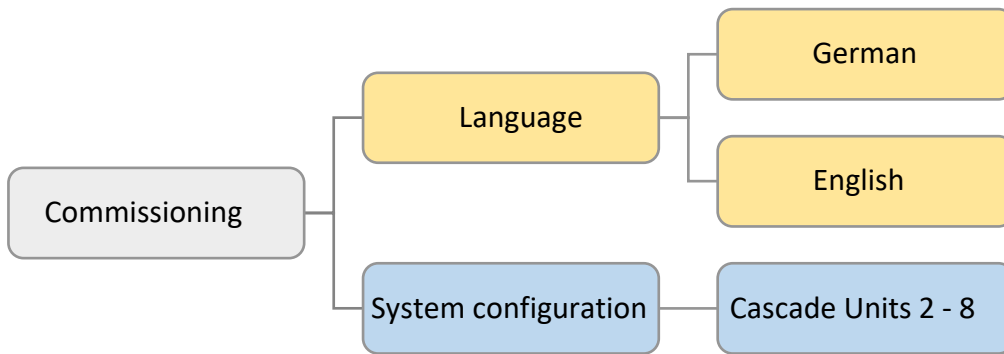 German
Language
English
Commissioning
System configuration
Cascade Units 2 - 8